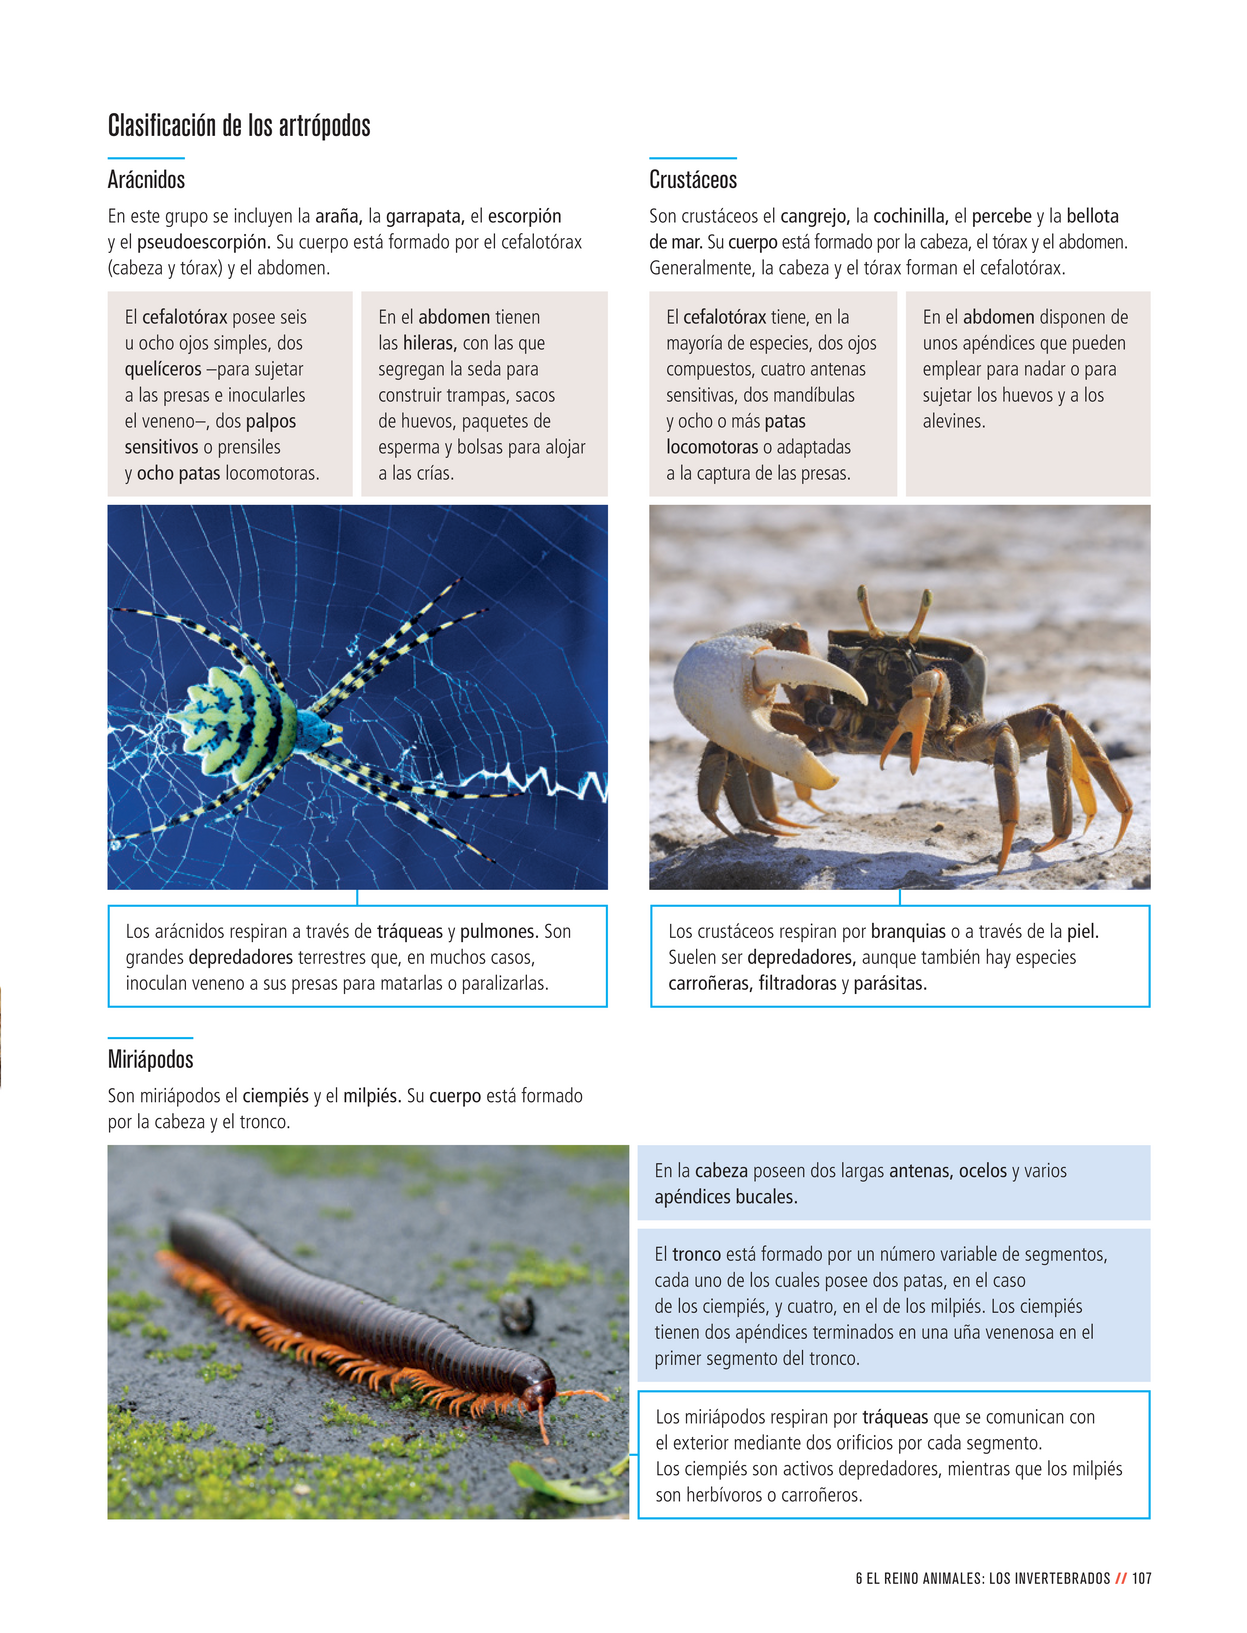 Clasificación de los artrópodos
Arácnidos
En este grupo se incluyen la araña, la garrapata, el escorpión
y el pseudoescorpión. Su cuerpo está formado por el cefalotórax
(cabeza y tórax) y el abdomen.
El cefalotórax posee seis
u ocho ojos simples, dos
quelíceros –para sujetar
a las presas e inocularles
el veneno–, dos palpos
sensitivos o prensiles
y ocho patas locomotoras.
En el abdomen tienen
las hileras, con las que
segregan la seda para
construir trampas, sacos
de huevos, paquetes de
esperma y bolsas para alojar
a las crías.
Los arácnidos respiran a través de tráqueas y pulmones. Son
grandes depredadores terrestres que, en muchos casos,
inoculan veneno a sus presas para matarlas o paralizarlas.
Crustáceos
Son crustáceos el cangrejo, la cochinilla, el percebe y la bellota
de mar. Su cuerpo está formado por la cabeza, el tórax y el abdomen.
Generalmente, la cabeza y el tórax forman el cefalotórax.
El cefalotórax tiene, en la
mayoría de especies, dos ojos
compuestos, cuatro antenas
sensitivas, dos mandíbulas
y ocho o más patas
locomotoras o adaptadas
a la captura de las presas.
En el abdomen disponen de
unos apéndices que pueden
emplear para nadar o para
sujetar los huevos y a los
alevines.
Los crustáceos respiran por branquias o a través de la piel.
Suelen ser depredadores, aunque también hay especies
carroñeras, filtradoras y parásitas.
Miriápodos
Son miriápodos el ciempiés y el milpiés. Su cuerpo está formado
por la cabeza y el tronco.
En la cabeza poseen dos largas antenas, ocelos y varios
apéndices bucales.
El tronco está formado por un número variable de segmentos,
cada uno de los cuales posee dos patas, en el caso
de los ciempiés, y cuatro, en el de los milpiés. Los ciempiés
tienen dos apéndices terminados en una uña venenosa en el
primer segmento del tronco.
Los miriápodos respiran por tráqueas que se comunican con
el exterior mediante dos orificios por cada segmento.
Los ciempiés son activos depredadores, mientras que los milpiés
son herbívoros o carroñeros.
6 EL REINO ANIMALES: LOS INVERTEBRADOS // 107